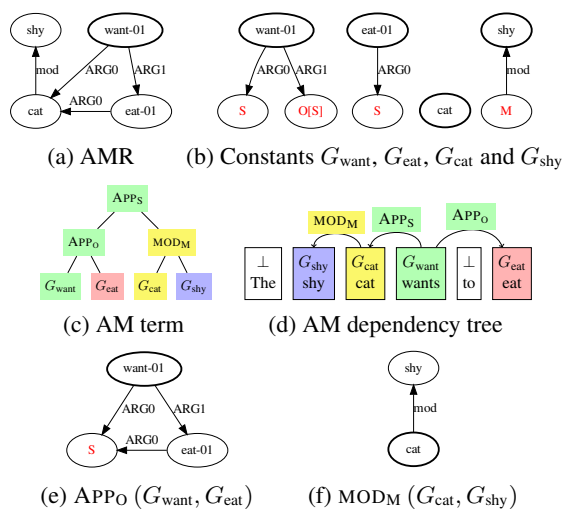 shy want-01 want-01 eat-01 shy
mod ARG0 ARG1 ARG0 ARG1 ARG0 mod
cat ARG0 eat-01 S O[S] S cat M
(a) AMR (b) Constants G_want, G_eat, G_cat and G_shy
APP_S
APP_O MOD_M
G_want G_eat G_cat G_shy
(c) AM term
MOD_M APP_S APP_O
⊥ G_shy G_cat G_want ⊥ G_eat
The shy cat wants to eat
(d) AM dependency tree
want-01
ARG0 ARG1
S ARG0 eat-01
(e) APP_O (G_want, G_eat)
shy
mod
cat
(f) MOD_M (G_cat, G_shy)